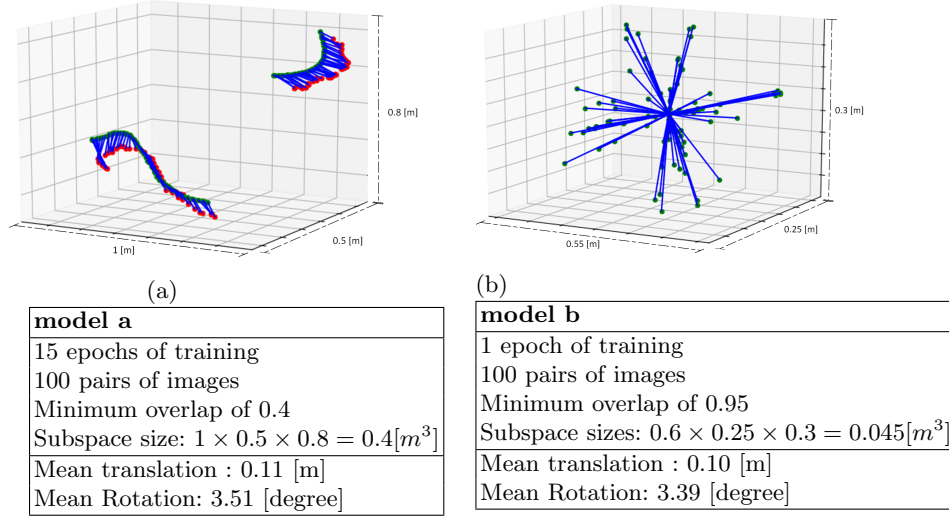 0.8 [m]
0.5 [m]
1 [m]
(a)
model a
15 epochs of training
100 pairs of images
Minimum overlap of 0.4
Subspace size: 1 × 0.5 × 0.8 = 0.4[m³]
Mean translation : 0.11 [m]
Mean Rotation: 3.51 [degree]
0.3 [m]
0.25 [m]
0.55 [m]
(b)
model b
1 epoch of training
100 pairs of images
Minimum overlap of 0.95
Subspace sizes: 0.6 × 0.25 × 0.3 = 0.045[m³]
Mean translation : 0.10 [m]
Mean Rotation: 3.39 [degree]